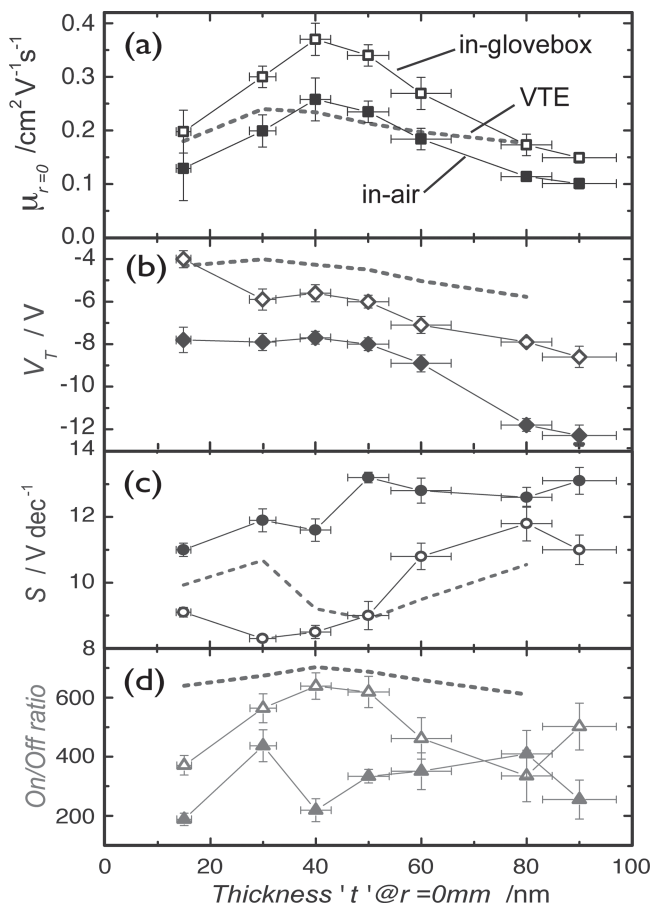 0.4
(a)
in-glovebox
0.3
VTE
0.2
0.1
in-air
0.0
μr=0/cm² V⁻¹s⁻¹
-4
(b)
-6
-8
-10
-12
VT / V
14
(c)
12
10
8
S / V dec⁻¹
(d)
600
400
200
On/Off ratio
0 20 40 60 80 100
Thickness ' t ' @r =0mm /nm